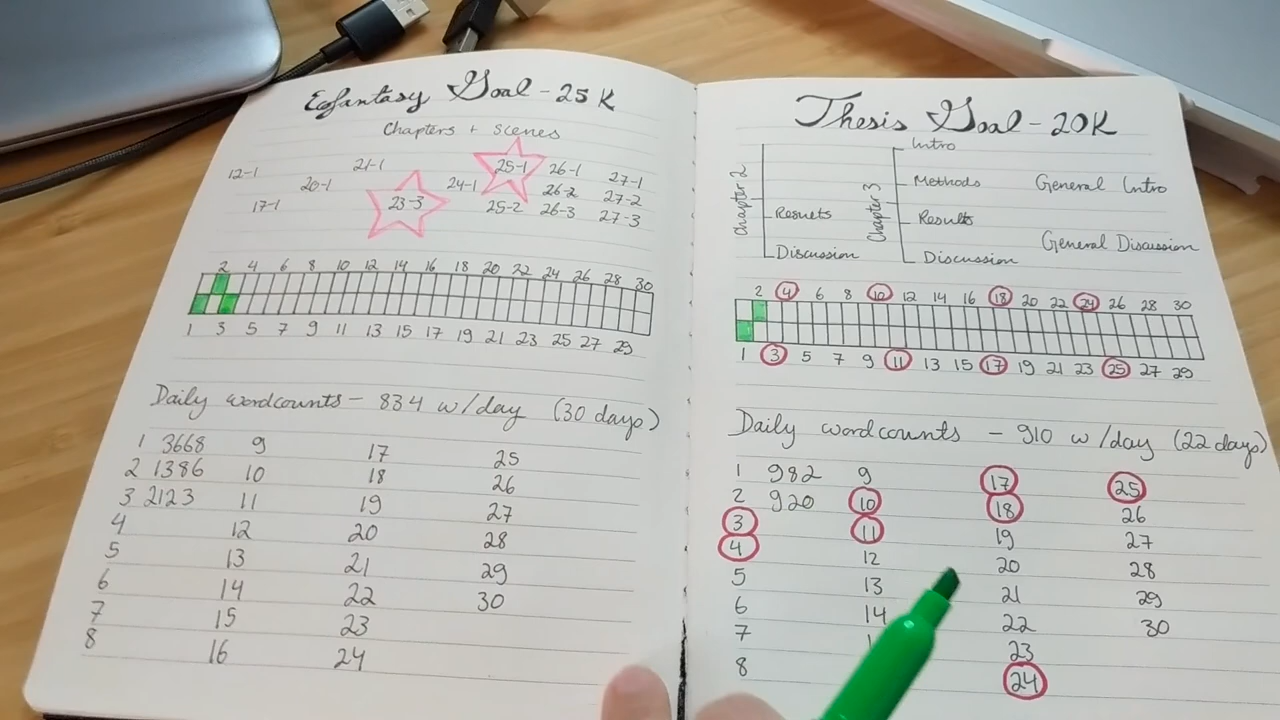 Ecofantasy Goal - 25K
Chapters + Scenes
12-1 20-1 21-1 24-1 25-1 26-1 27-1
17-1 23-3 25-2 26-2 27-2
26-3 27-3
2 4 6 8 10 12 14 16 18 20 22 24 26 28 30
1 3 5 7 9 11 13 15 17 19 21 23 25 27 29
Daily wordcounts - 834 w/day (30 days)
1 3668 9 17 25
2 1386 10 18 26
3 2123 11 19 27
4 12 20 28
5 13 21 29
6 14 22 30
7 15 23
8 16 24
Thesis Goal - 20K
Chapter 2
Results
Discussion
Chapter 3
Intro
Methods
Results
Discussion
General Intro
General Discussion
2 4 6 8 10 12 14 16 18 20 22 24 26 28 30
1 3 5 7 9 11 13 15 17 19 21 23 25 27 29
Daily wordcounts - 910 w/day (22 days)
1 982 9 17 25
2 920 10 18 26
3 11 19 27
4 12 20 28
5 13 21 29
6 14 22 30
7 23
8 24